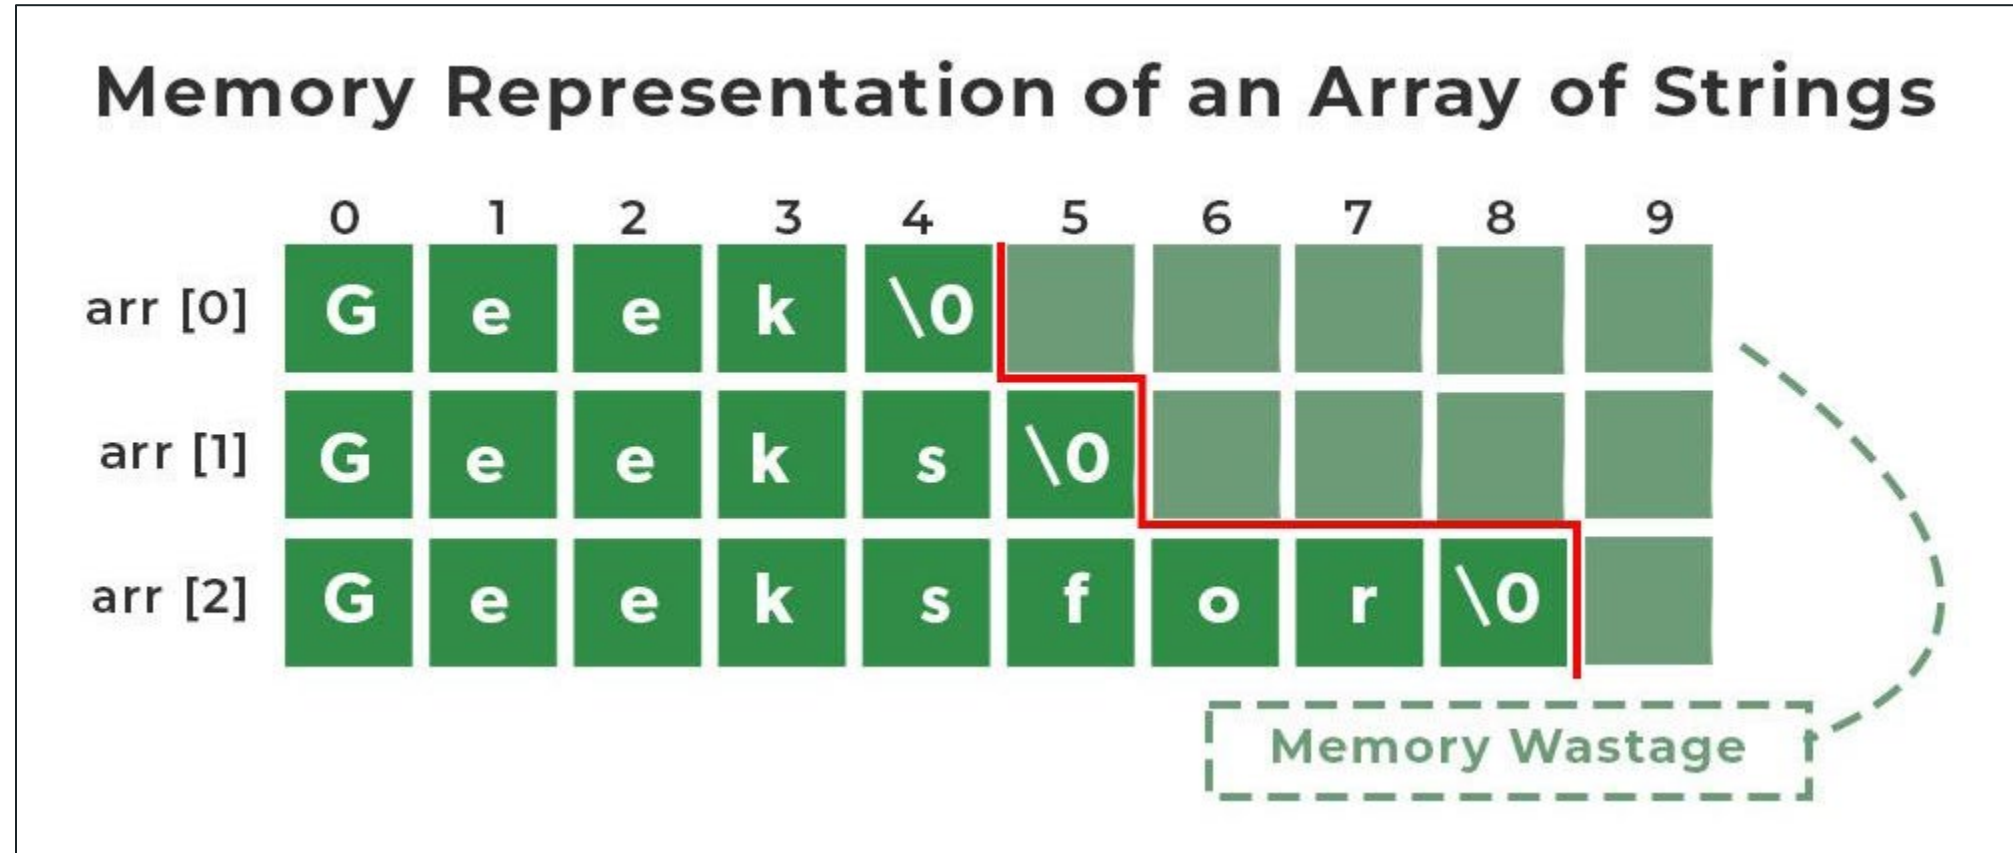 Memory Representation of an Array of Strings
0 1 2 3 4 5 6 7 8 9
arr [0] G e e k \0
arr [1] G e e k s \0
arr [2] G e e k s f o r \0
Memory Wastage